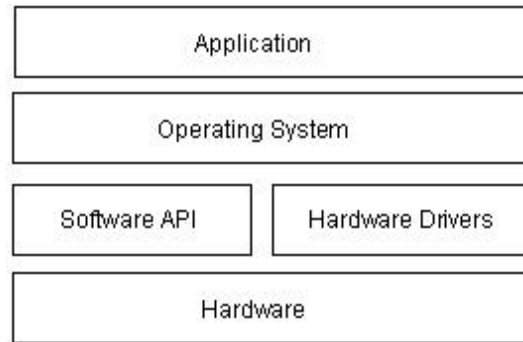 Application
Operating System
Software API
Hardware Drivers
Hardware